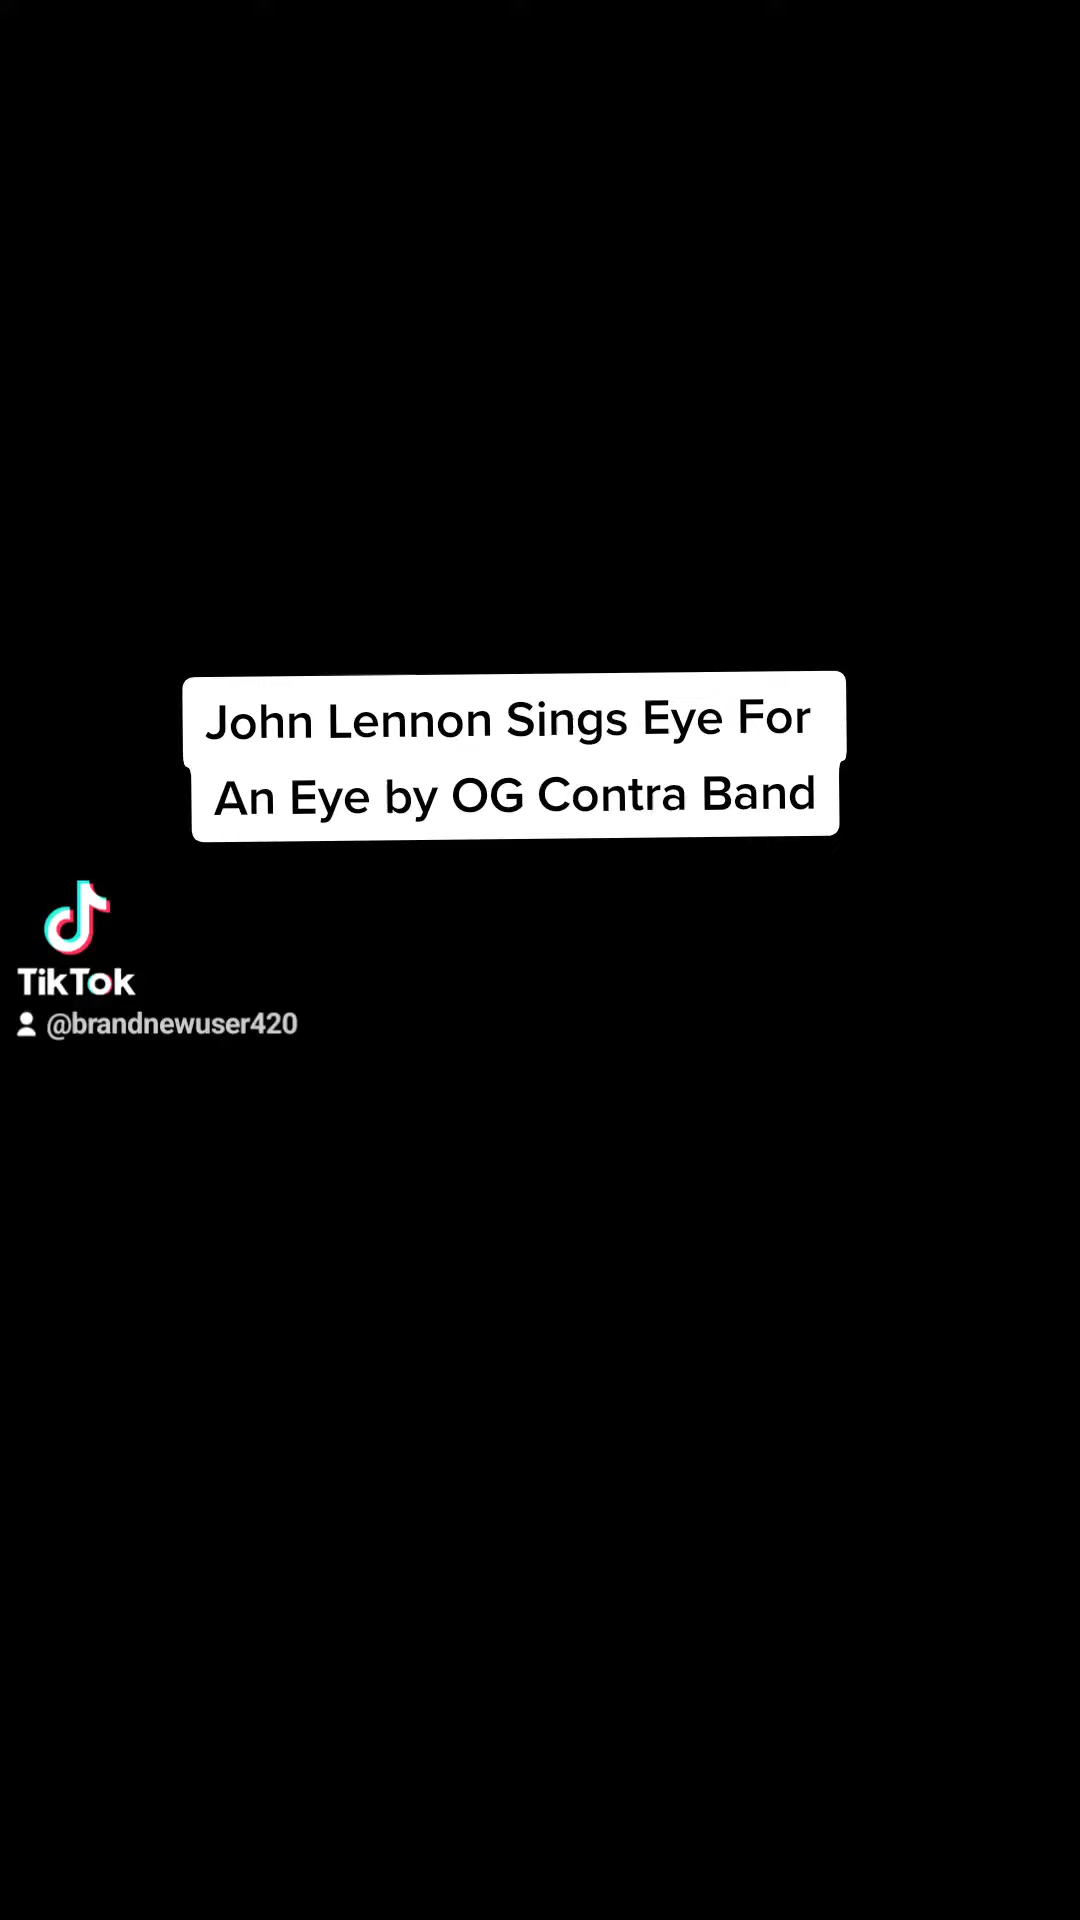 John Lennon Sings Eye For
An Eye by OG Contra Band
TikTok
@brandnewuser420